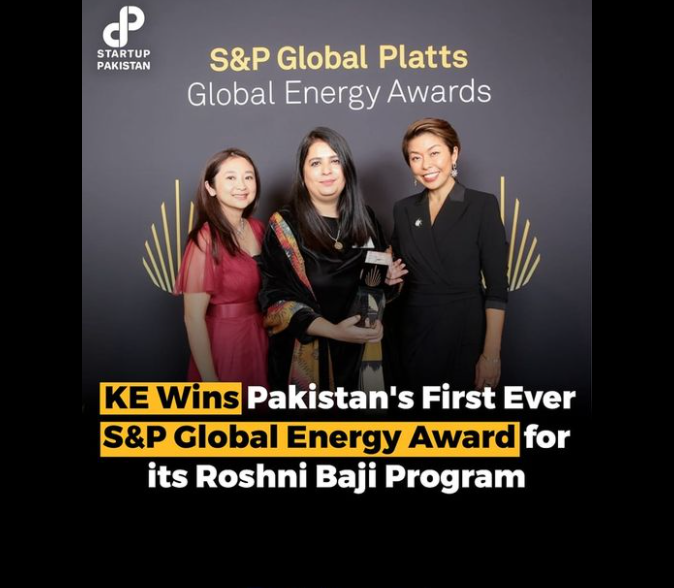 STARTUP
PAKISTAN
S&P Global Platts
Global Energy Awards
KE Wins Pakistan's First Ever
S&P Global Energy Award for
its Roshni Baji Program